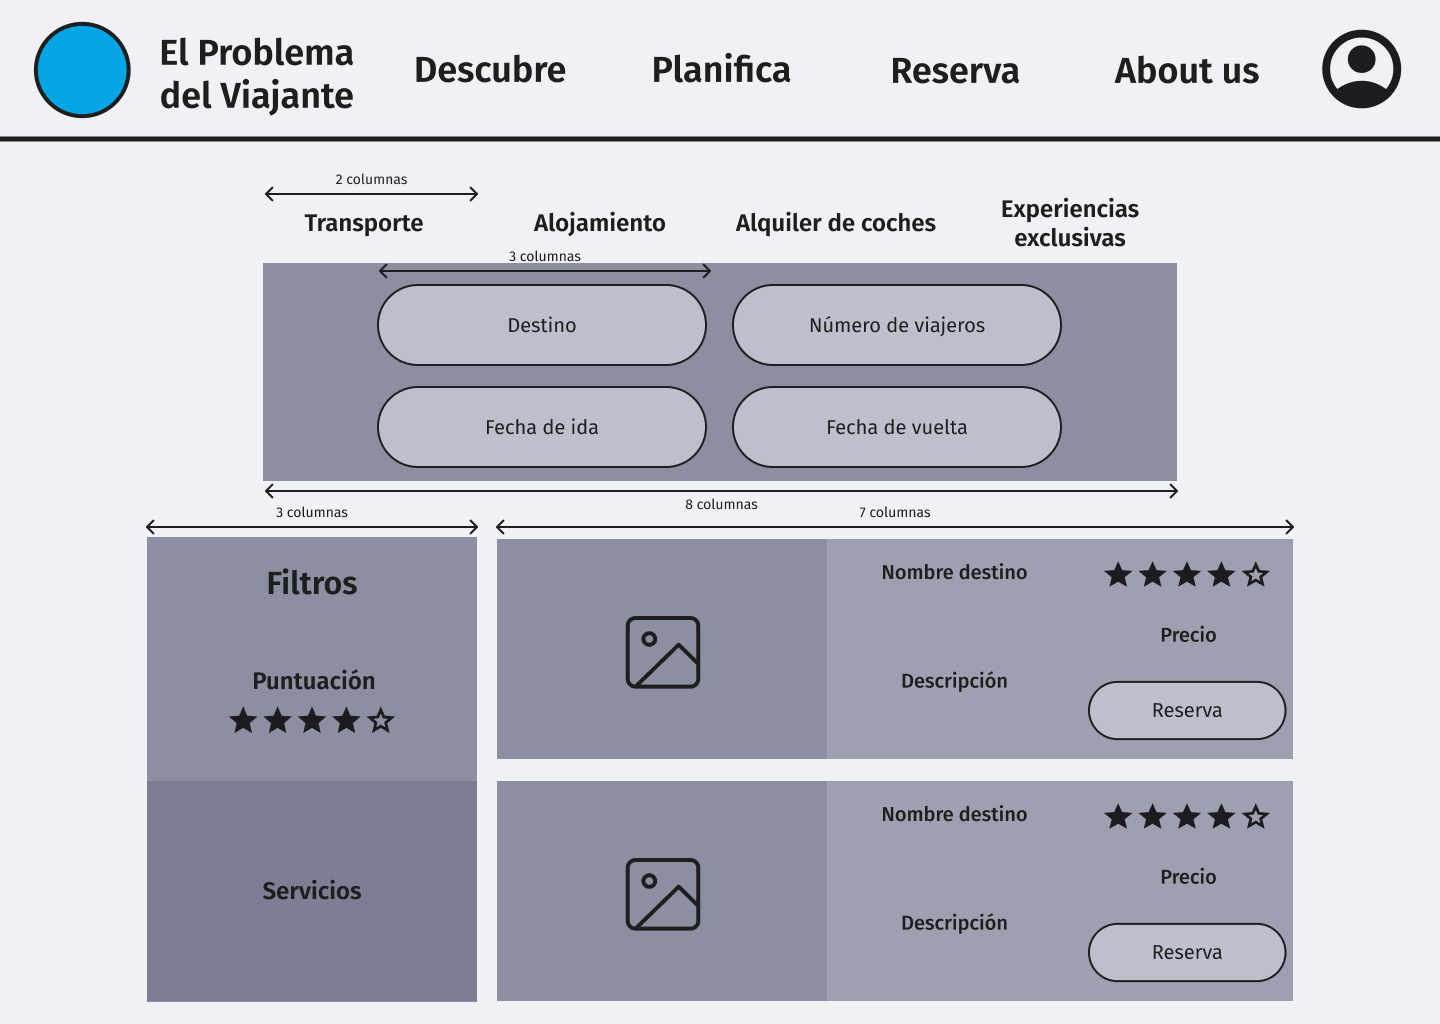 El Problema
del Viajante
Descubre
Planifica
Reserva
About us
2 columnas
Transporte
Alojamiento
Alquiler de coches
Experiencias
exclusivas
3 columnas
Destino
Número de viajeros
Fecha de ida
Fecha de vuelta
8 columnas
3 columnas
7 columnas
Filtros
Puntuación
Servicios
Nombre destino
Precio
Descripción
Reserva
Nombre destino
Precio
Descripción
Reserva